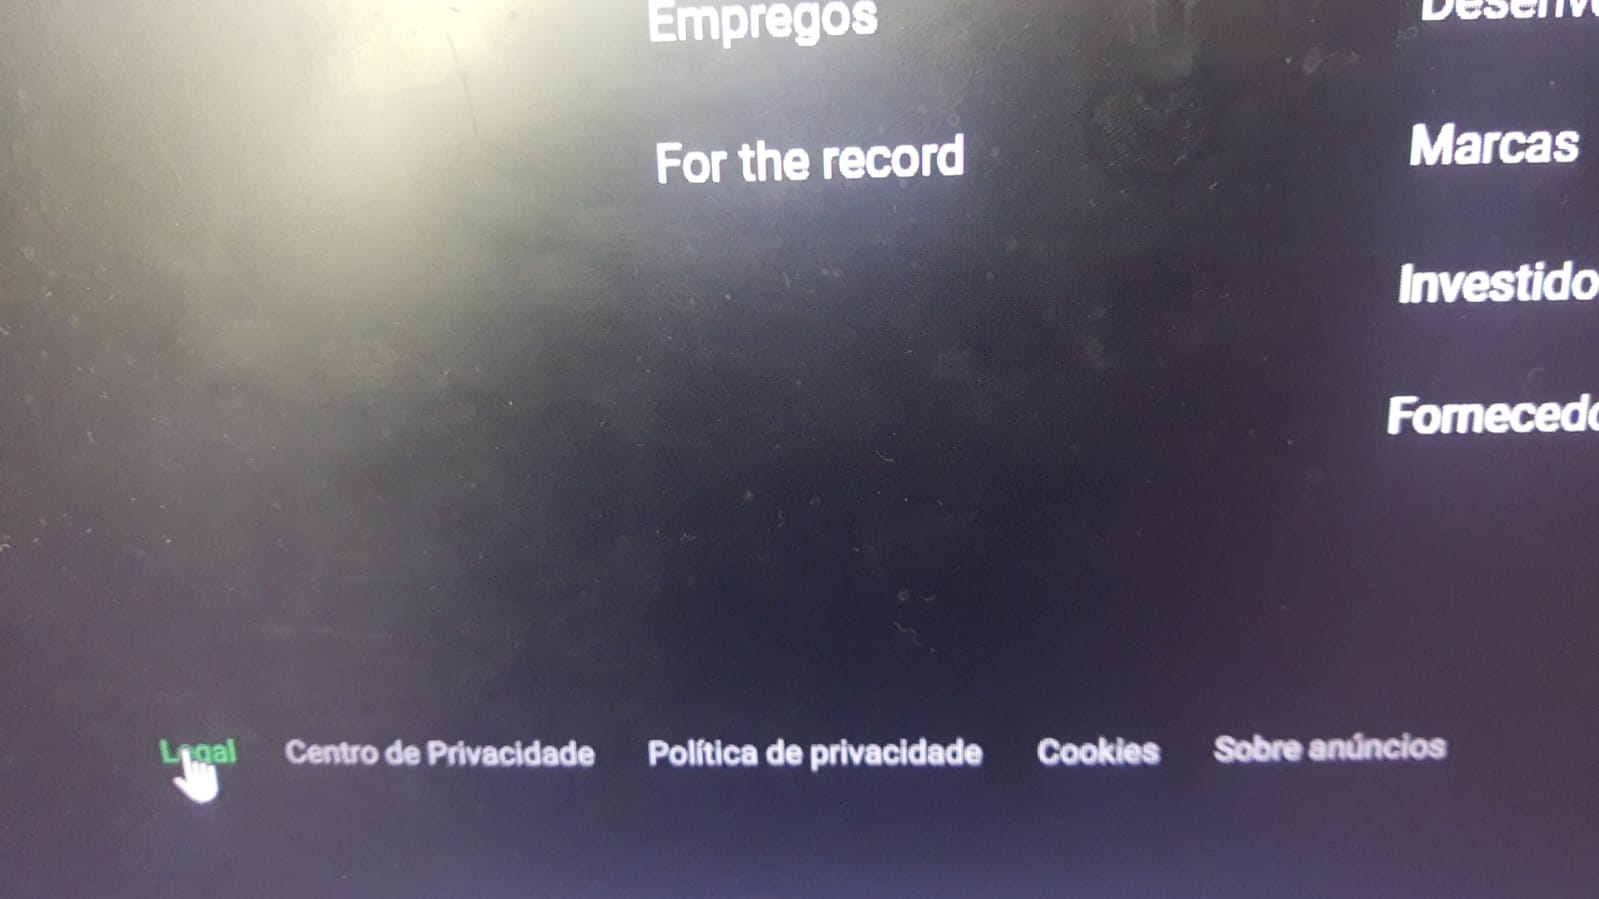 Empregos
For the record
Marcas
Legal
Centro de Privacidade
Política de privacidade
Cookies
Sobre anúncios